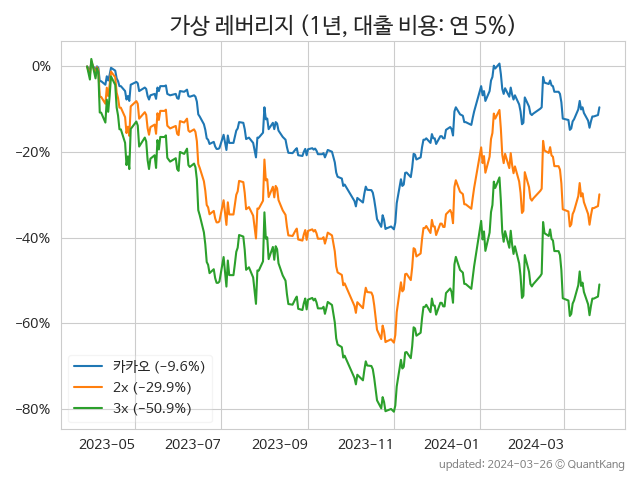 가상 레버리지 (1년, 대출 비용: 연 5%)
0%
−20%
−40%
−60%
−80%
카카오 (−9.6%)
2x (−29.9%)
3x (−50.9%)
2023-05 2023-07 2023-09 2023-11 2024-01 2024-03
updated: 2024-03-26 © QuantKang